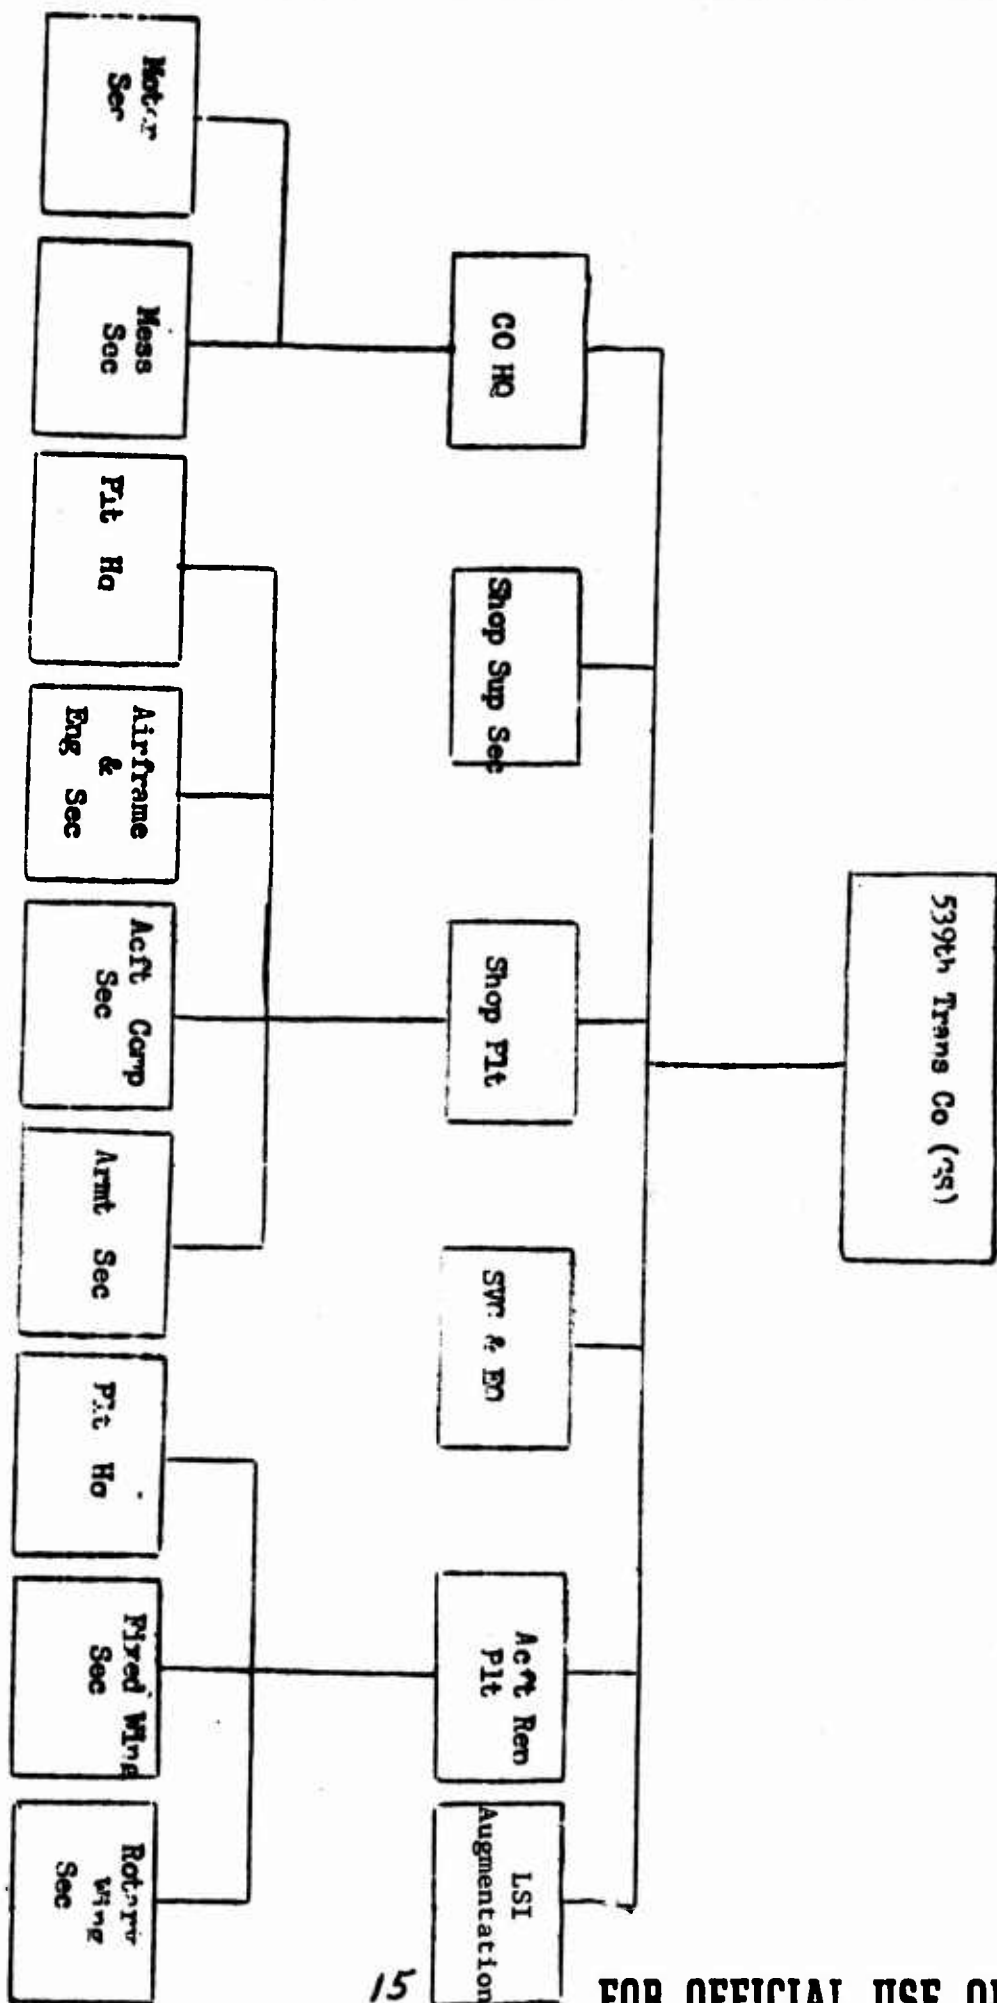 539th Trans Co (GS)
CO HQ
Shop Sup Sec
Shop Plt
SVC & EQ
Acft Rep
Plt
LSI
Augmentation
Motor
Ser
Mess
Sec
Plt Hq
Airframe
&
Eng Sec
Acft Comp
Sec
Armt Sec
Plt Hq
Fixed Wing
Sec
Rotary
Wing
Sec
15
FOR OFFICIAL USE